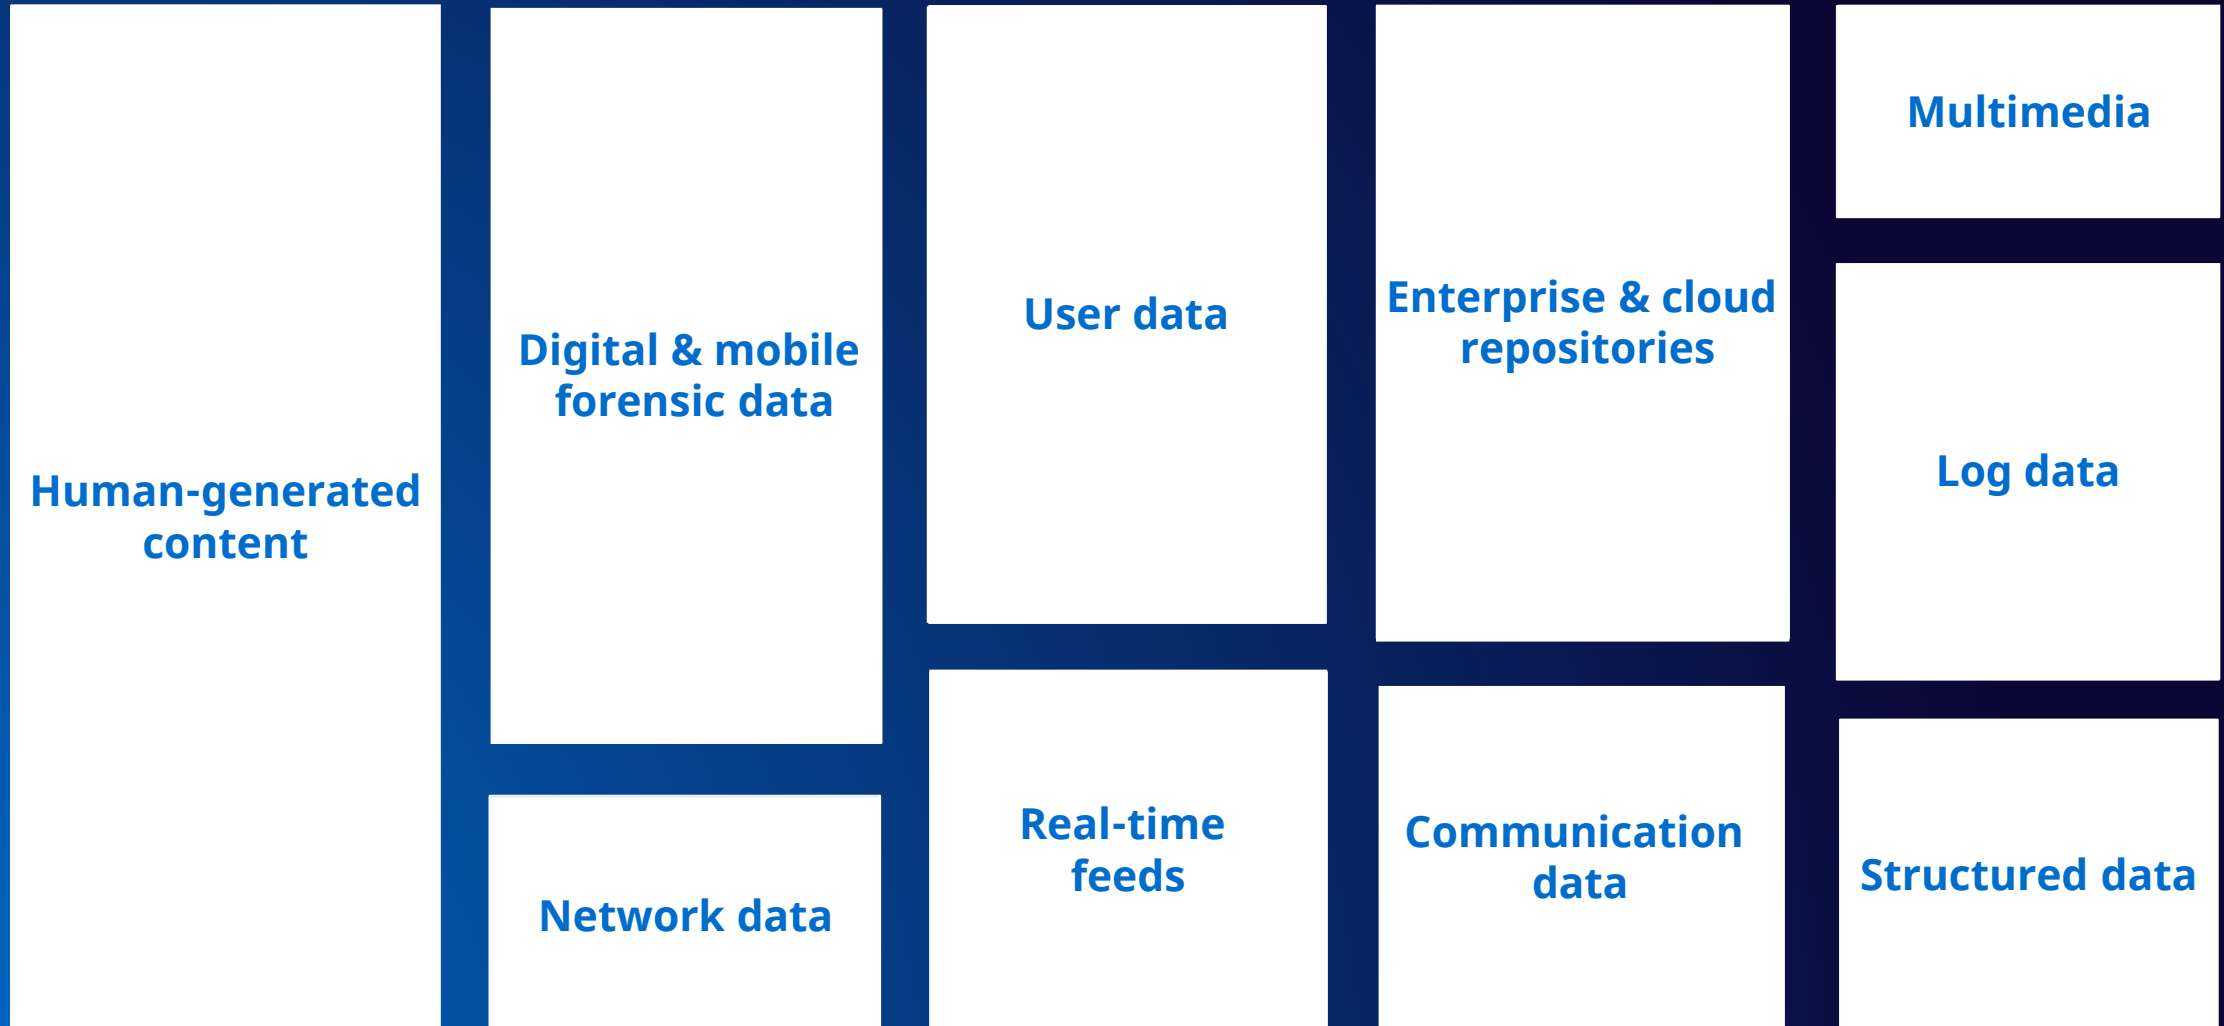 Human-generated
content
Digital & mobile
forensic data
Network data
User data
Real-time
feeds
Enterprise & cloud
repositories
Communication
data
Multimedia
Log data
Structured data